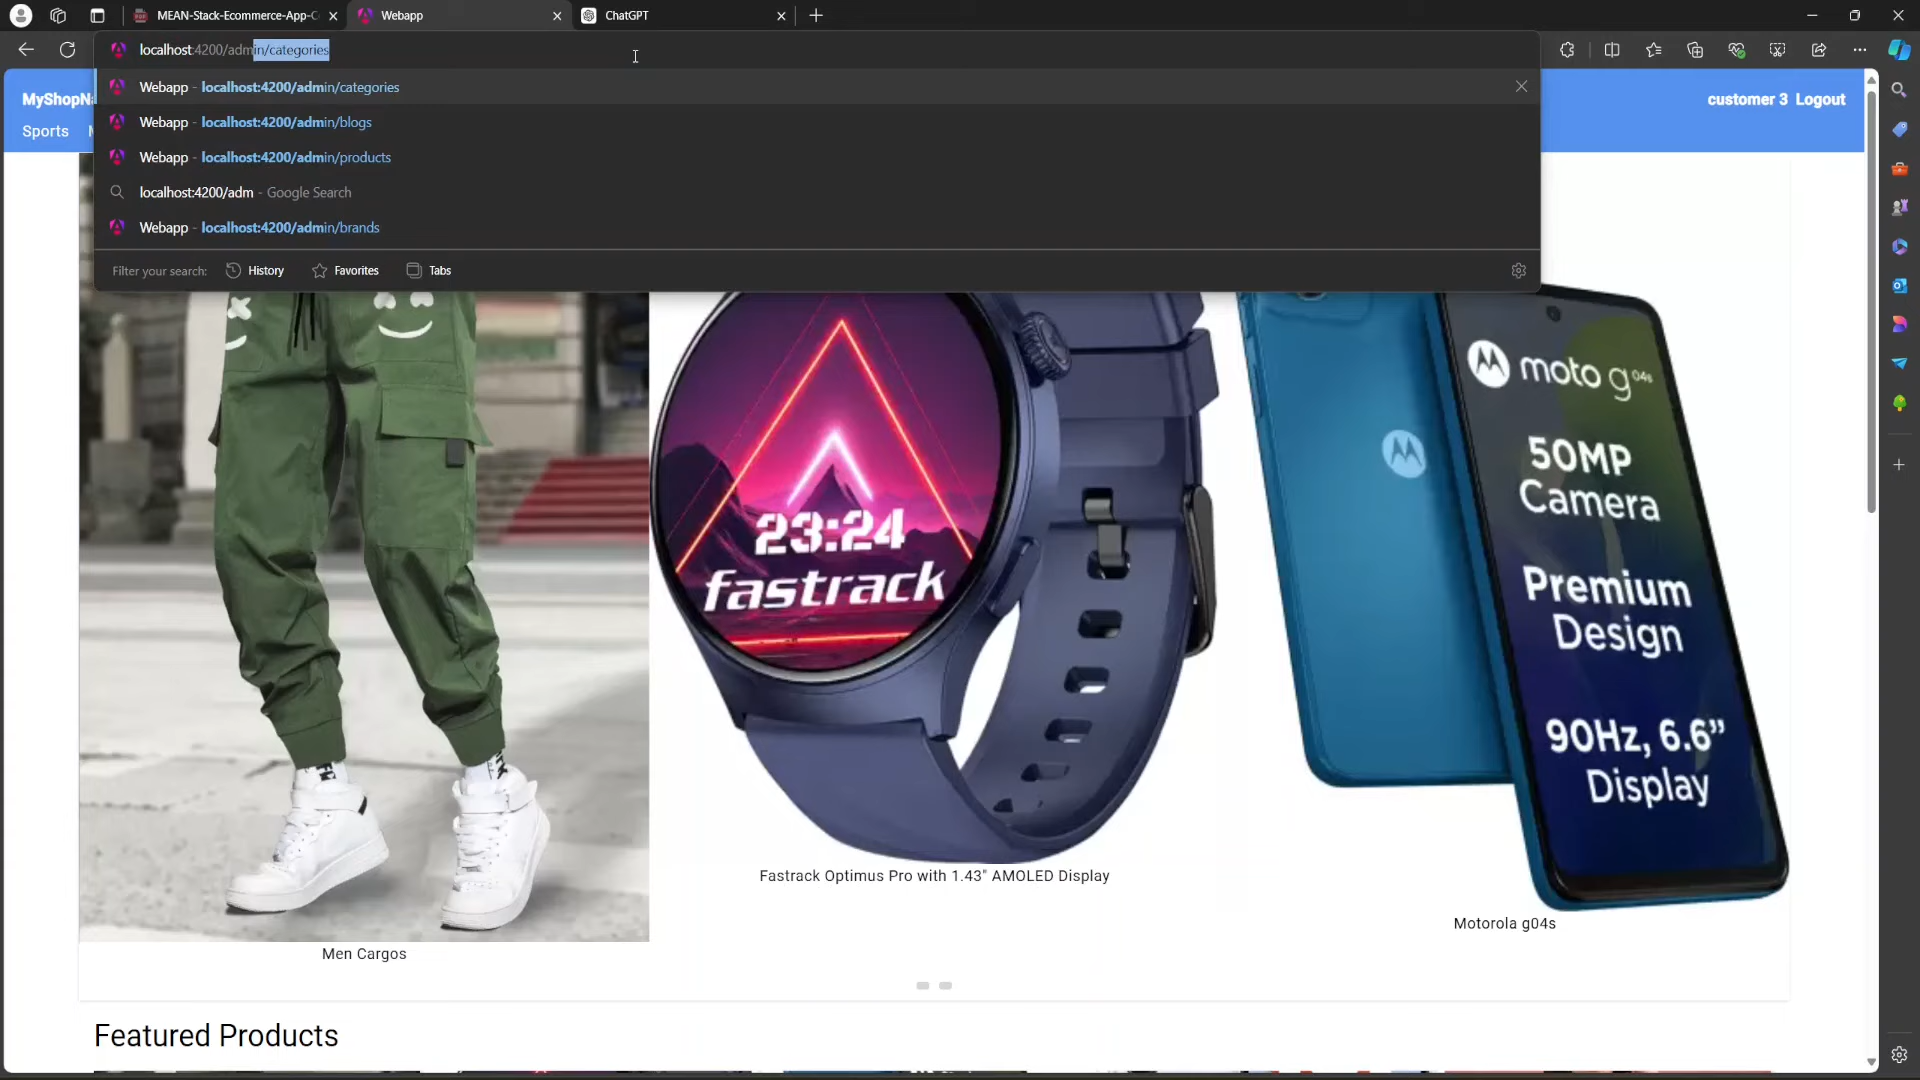 MEAN-Stack-Ecommerce-App-C
Webapp
ChatGPT
localhost:4200/admin/categories
Webapp - localhost:4200/admin/categories
Webapp - localhost:4200/admin/blogs
Webapp - localhost:4200/admin/products
localhost:4200/adm - Google Search
Webapp - localhost:4200/admin/brands
Filter your search: History Favorites Tabs
MyShopNa
customer 3 Logout
Sports
23:24
fastrack
moto g04s
50MP
Camera
Premium
Design
90Hz, 6.6”
Display
Men Cargos
Fastrack Optimus Pro with 1.43" AMOLED Display
Motorola g04s
Featured Products